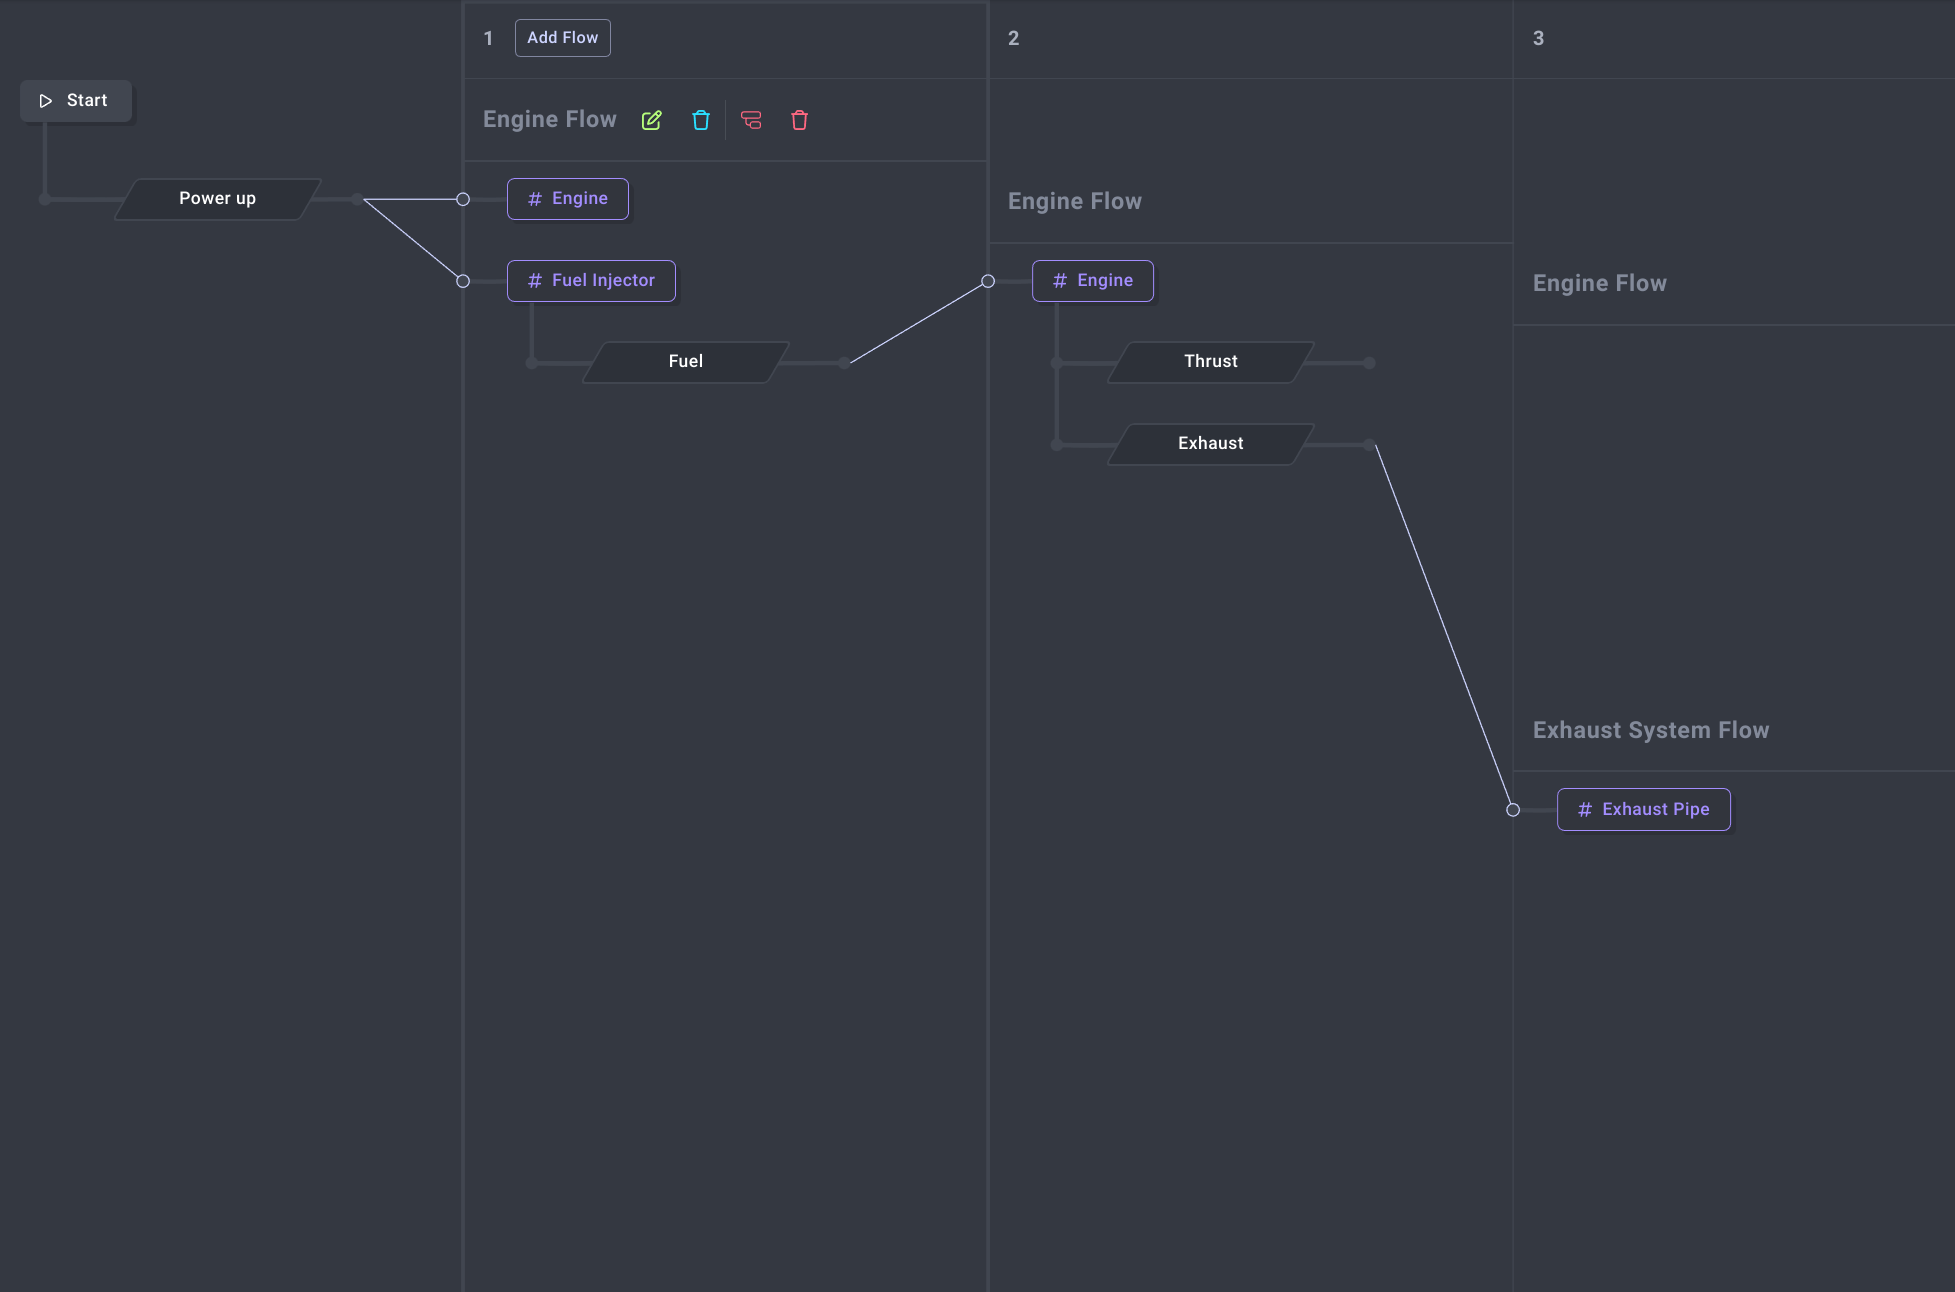 Start
Power up
1
Add Flow
Engine Flow
# Engine
# Fuel Injector
Fuel
2
Engine Flow
# Engine
Thrust
Exhaust
3
Engine Flow
Exhaust System Flow
# Exhaust Pipe